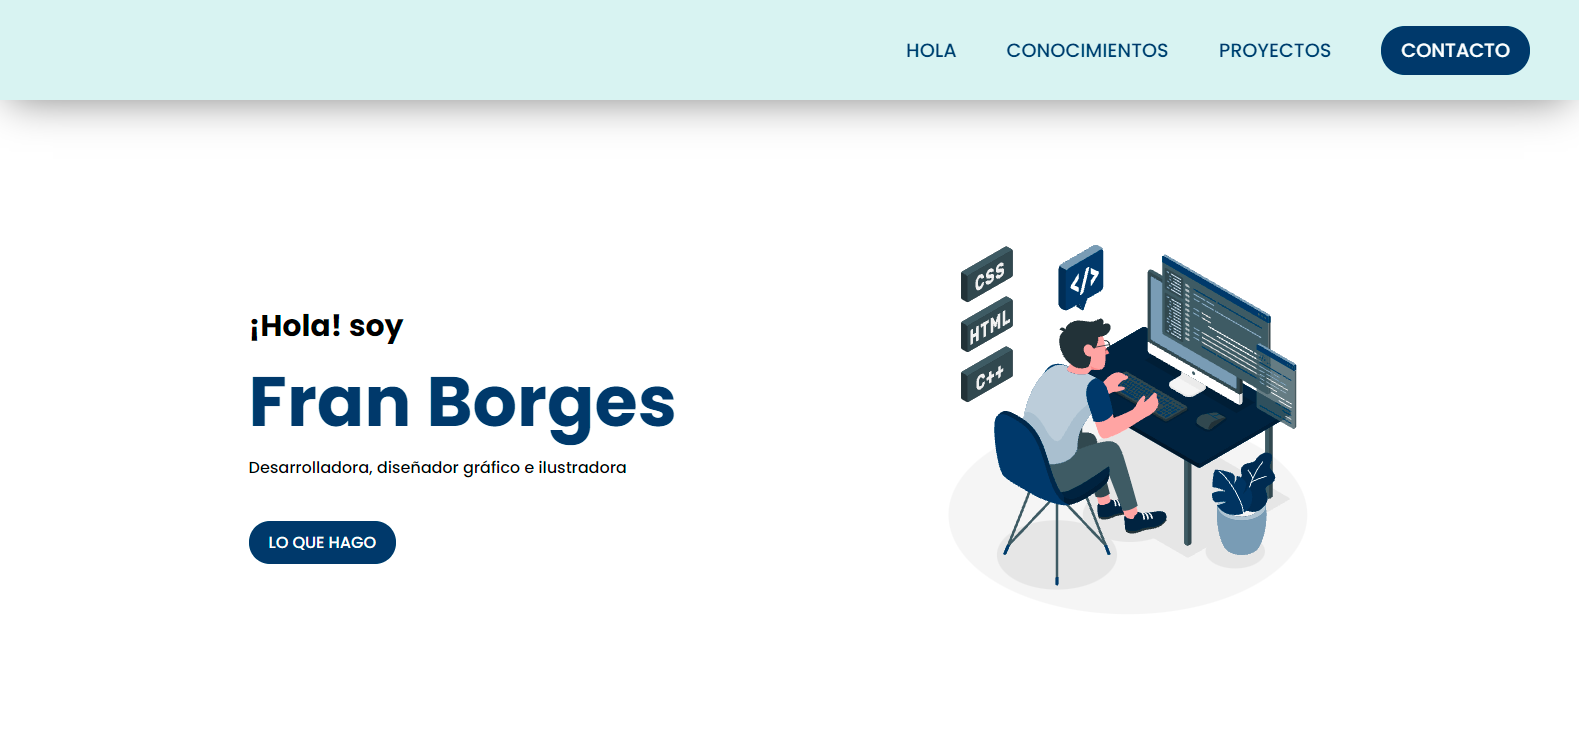 HOLA CONOCIMIENTOS PROYECTOS CONTACTO
¡Hola! soy
Fran Borges
Desarrolladora, diseñador gráfico e ilustradora
LO QUE HAGO
CSS
HTML
C++
</>